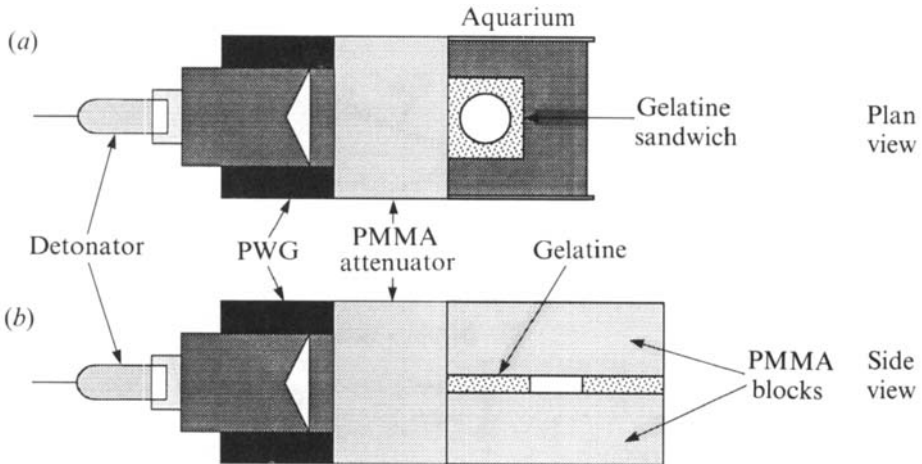 Aquarium
(a)
Gelatine
sandwich
Plan
view
Detonator
PWG
PMMA
attenuator
Gelatine
(b)
PMMA
blocks
Side
view